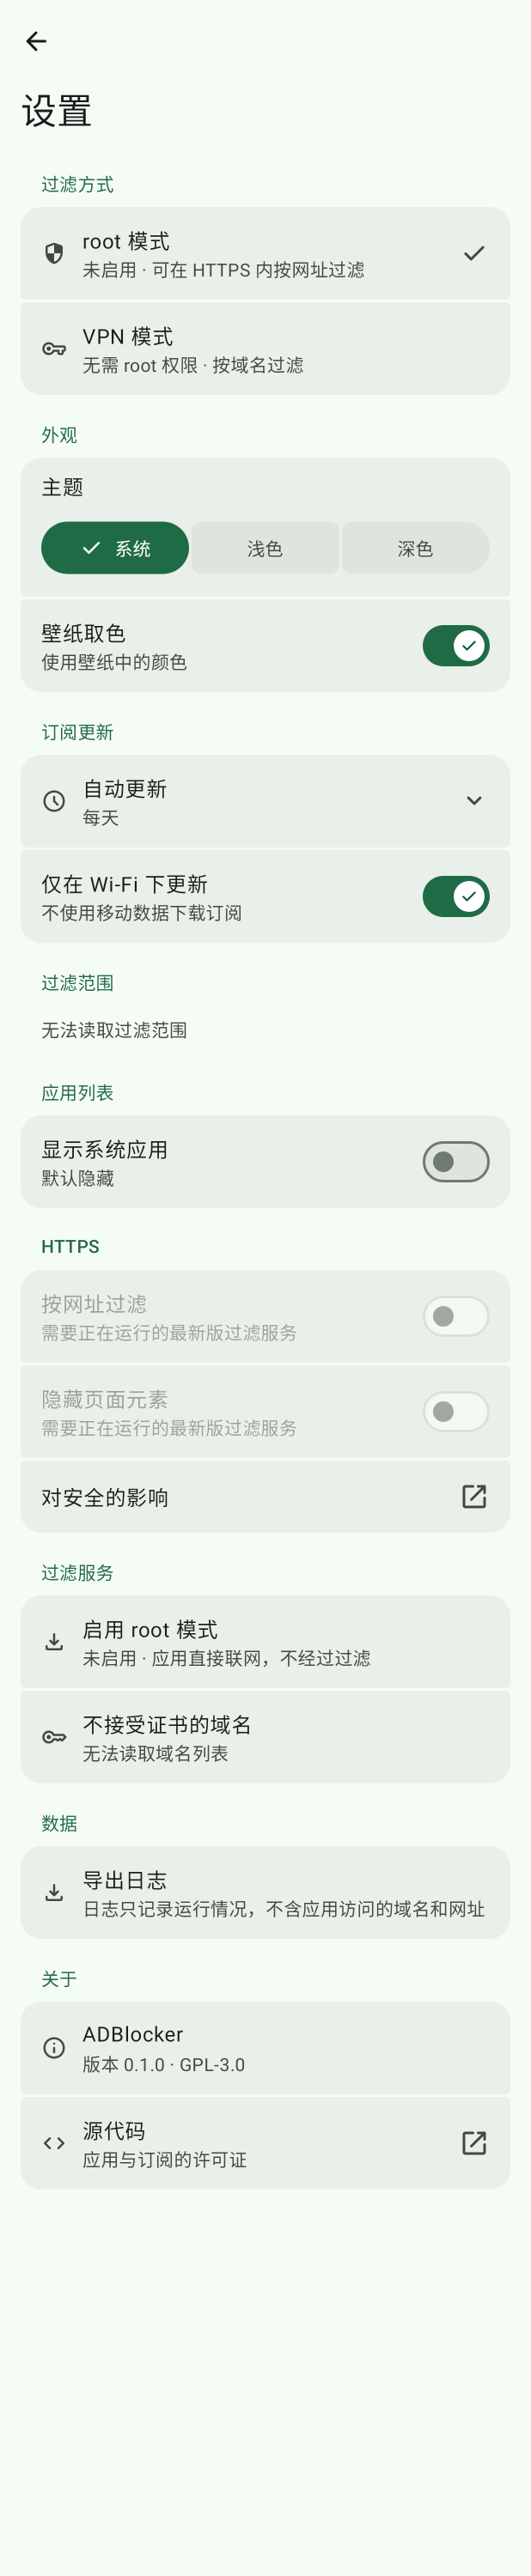 设置
过滤方式
root 模式
未启用 · 可在 HTTPS 内按网址过滤
VPN 模式
无需 root 权限 · 按域名过滤
外观
主题
系统
浅色
深色
壁纸取色
使用壁纸中的颜色
订阅更新
自动更新
每天
仅在 Wi-Fi 下更新
不使用移动数据下载订阅
过滤范围
无法读取过滤范围
应用列表
显示系统应用
默认隐藏
HTTPS
按网址过滤
需要正在运行的最新版过滤服务
隐藏页面元素
需要正在运行的最新版过滤服务
对安全的影响
过滤服务
启用 root 模式
未启用 · 应用直接联网，不经过过滤
不接受证书的域名
无法读取域名列表
数据
导出日志
日志只记录运行情况，不含应用访问的域名和网址
关于
ADBlocker
版本 0.1.0 · GPL-3.0
源代码
应用与订阅的许可证